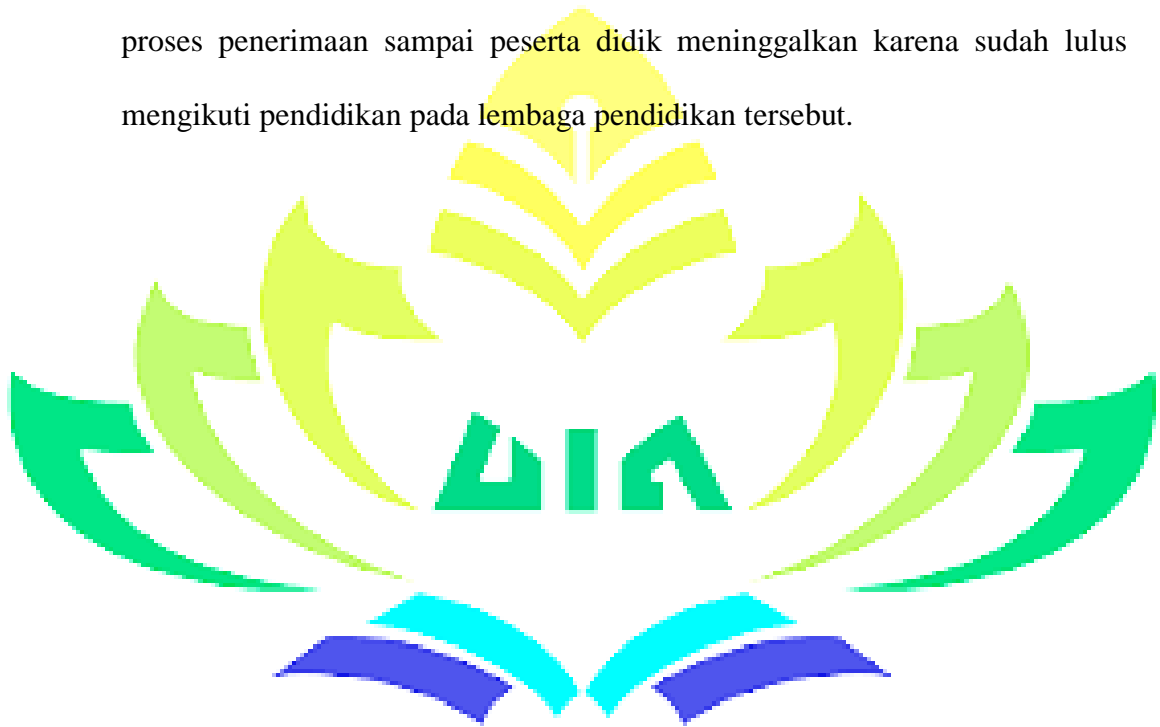 proses penerimaan sampai peserta didik meninggalkan karena sudah lulus
mengikuti pendidikan pada lembaga pendidikan tersebut.